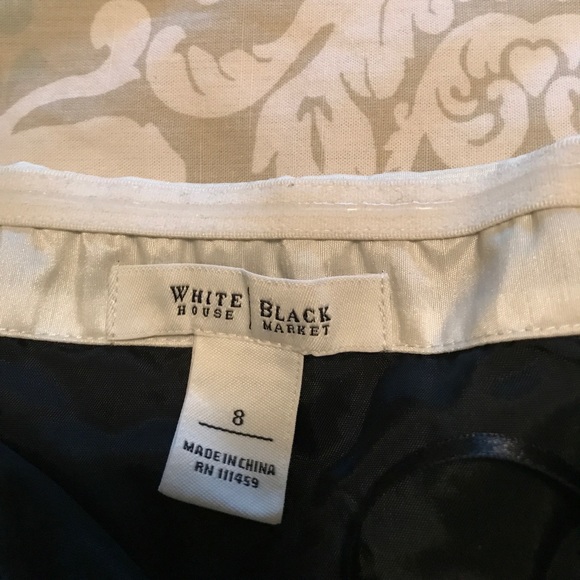 WHITE BLACK
HOUSE MARKET
8
MADE IN CHINA
RN 111459